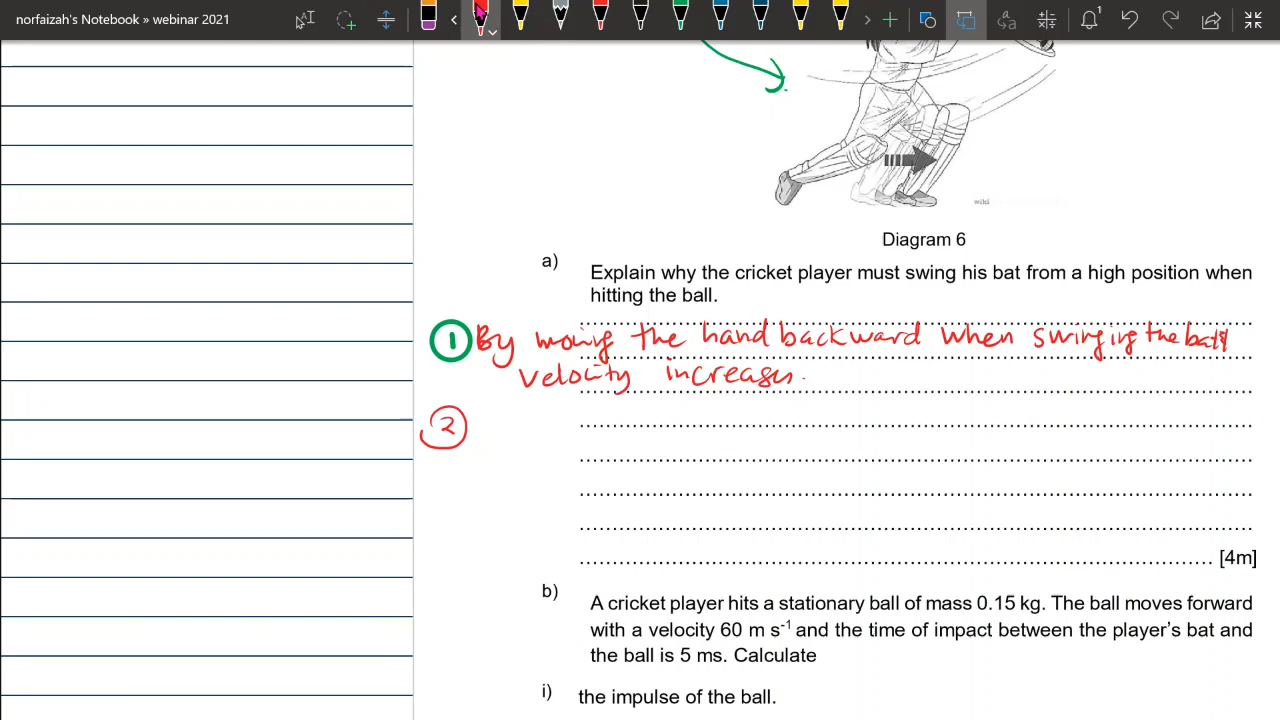 norfaizah's Notebook » webinar 2021
1
wiki
Diagram 6
a)
Explain why the cricket player must swing his bat from a high position when
hitting the ball.
1 By moving the hand backward when swinging the ball
velocity increases.
2
[4m]
b)
A cricket player hits a stationary ball of mass 0.15 kg. The ball moves forward
with a velocity 60 m s⁻¹ and the time of impact between the player's bat and
the ball is 5 ms. Calculate
i)
the impulse of the ball.